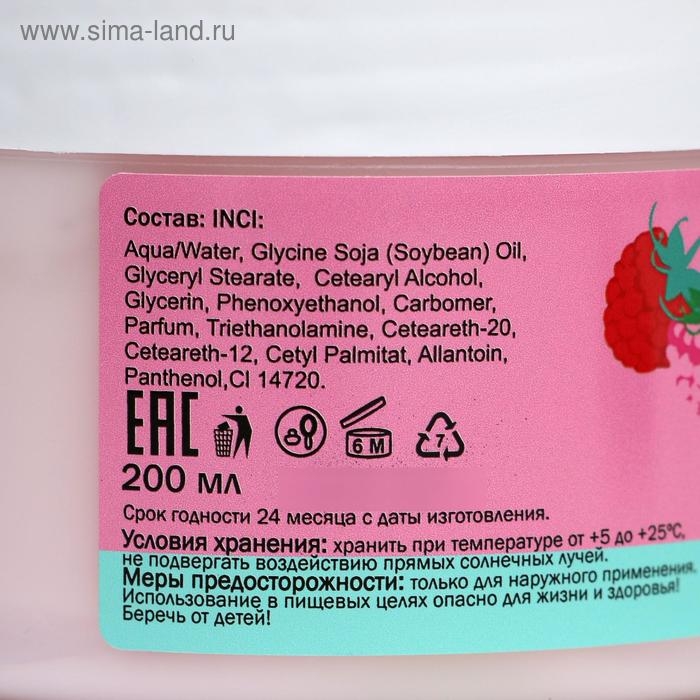 www.sima-land.ru
Состав: INCI:
Aqua/Water, Glycine Soja (Soybean) Oil,
Glyceryl Stearate, Cetearyl Alcohol,
Glycerin, Phenoxyethanol, Carbomer,
Parfum, Triethanolamine, Ceteareth-20,
Ceteareth-12, Cetyl Palmitat, Allantoin,
Panthenol,CI 14720.
EAC 6 M 7
200 мл
Срок годности 24 месяца с даты изготовления.
Условия хранения: хранить при температуре от +5 до +25°С,
не подвергать воздействию прямых солнечных лучей.
Меры предосторожности: только для наружного применения.
Использование в пищевых целях опасно для жизни и здоровья!
Беречь от детей!